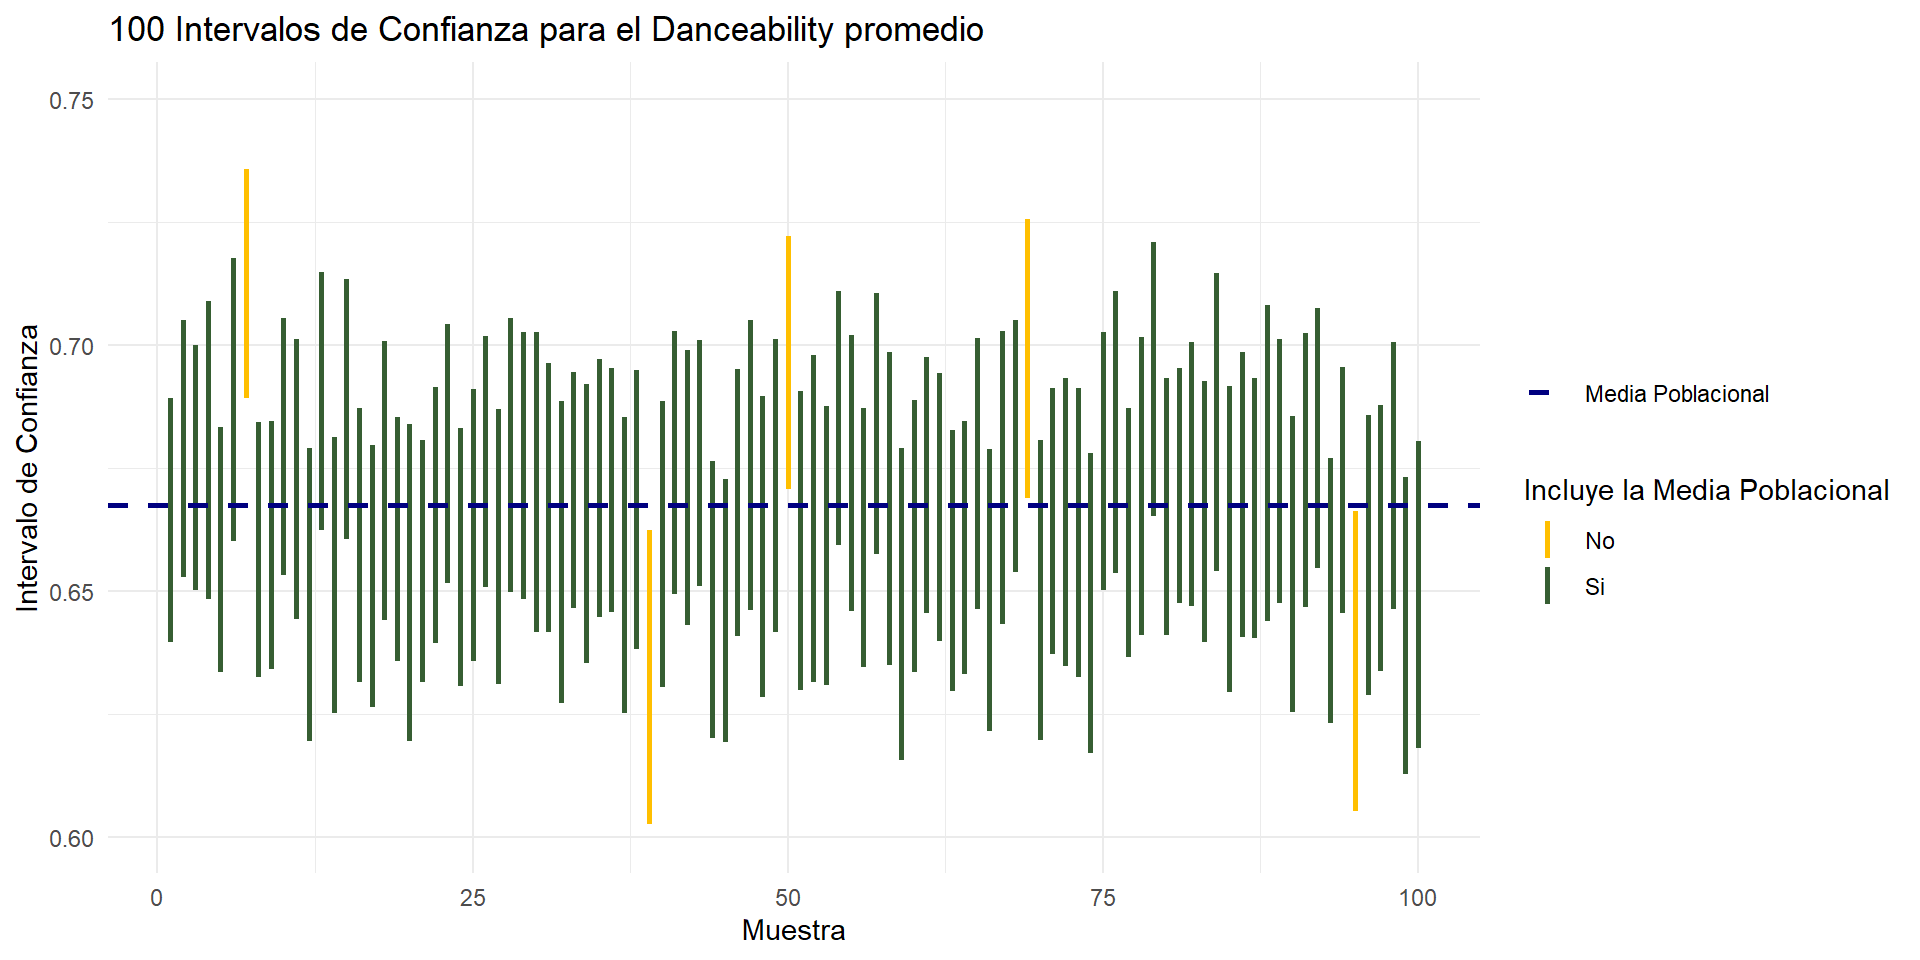 100 Intervalos de Confianza para el Danceability promedio
Intervalo de Confianza
0.75
0.70
0.65
0.60
0
25
50
75
100
Muestra
Media Poblacional
Incluye la Media Poblacional
No
Si